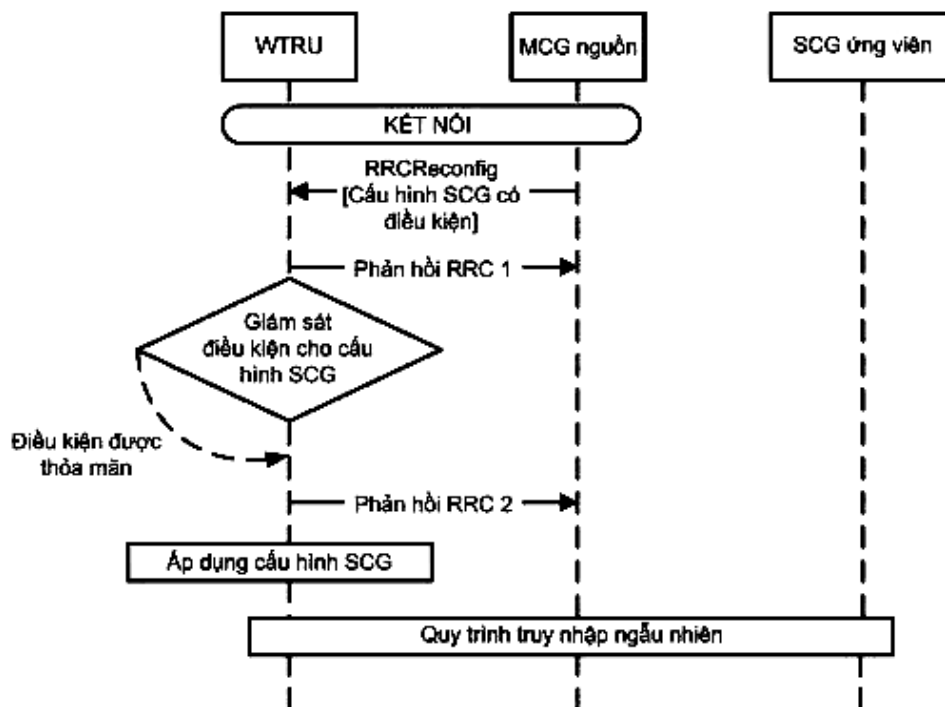 WTRU
MCG nguồn
SCG ứng viên
KẾT NỐI
RRCReconfig
[Cấu hình SCG có
điều kiện]
Phản hồi RRC 1
Giám sát
điều kiện cho cấu
hình SCG
Điều kiện được
thỏa mãn
Phản hồi RRC 2
Áp dụng cấu hình SCG
Quy trình truy nhập ngẫu nhiên